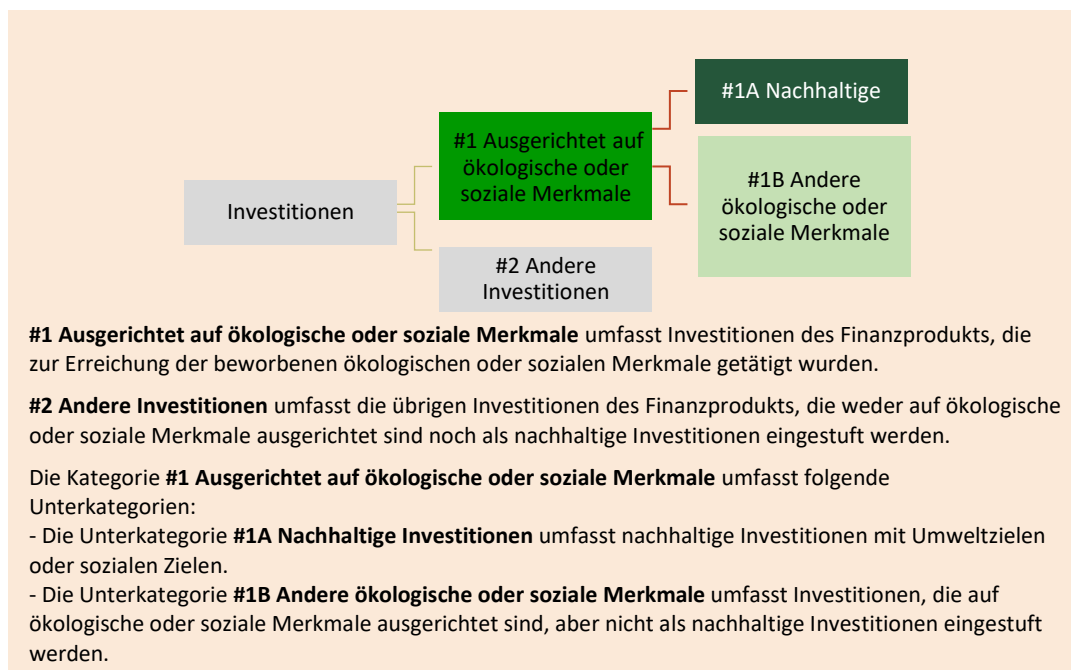 #1A Nachhaltige
#1 Ausgerichtet auf
ökologische oder
soziale Merkmale
#1B Andere
ökologische oder
soziale Merkmale
Investitionen
#2 Andere
Investitionen
#1 Ausgerichtet auf ökologische oder soziale Merkmale umfasst Investitionen des Finanzprodukts, die
zur Erreichung der beworbenen ökologischen oder sozialen Merkmale getätigt wurden.
#2 Andere Investitionen umfasst die übrigen Investitionen des Finanzprodukts, die weder auf ökologische
oder soziale Merkmale ausgerichtet sind noch als nachhaltige Investitionen eingestuft werden.
Die Kategorie #1 Ausgerichtet auf ökologische oder soziale Merkmale umfasst folgende
Unterkategorien:
- Die Unterkategorie #1A Nachhaltige Investitionen umfasst nachhaltige Investitionen mit Umweltzielen
oder sozialen Zielen.
- Die Unterkategorie #1B Andere ökologische oder soziale Merkmale umfasst Investitionen, die auf
ökologische oder soziale Merkmale ausgerichtet sind, aber nicht als nachhaltige Investitionen eingestuft
werden.